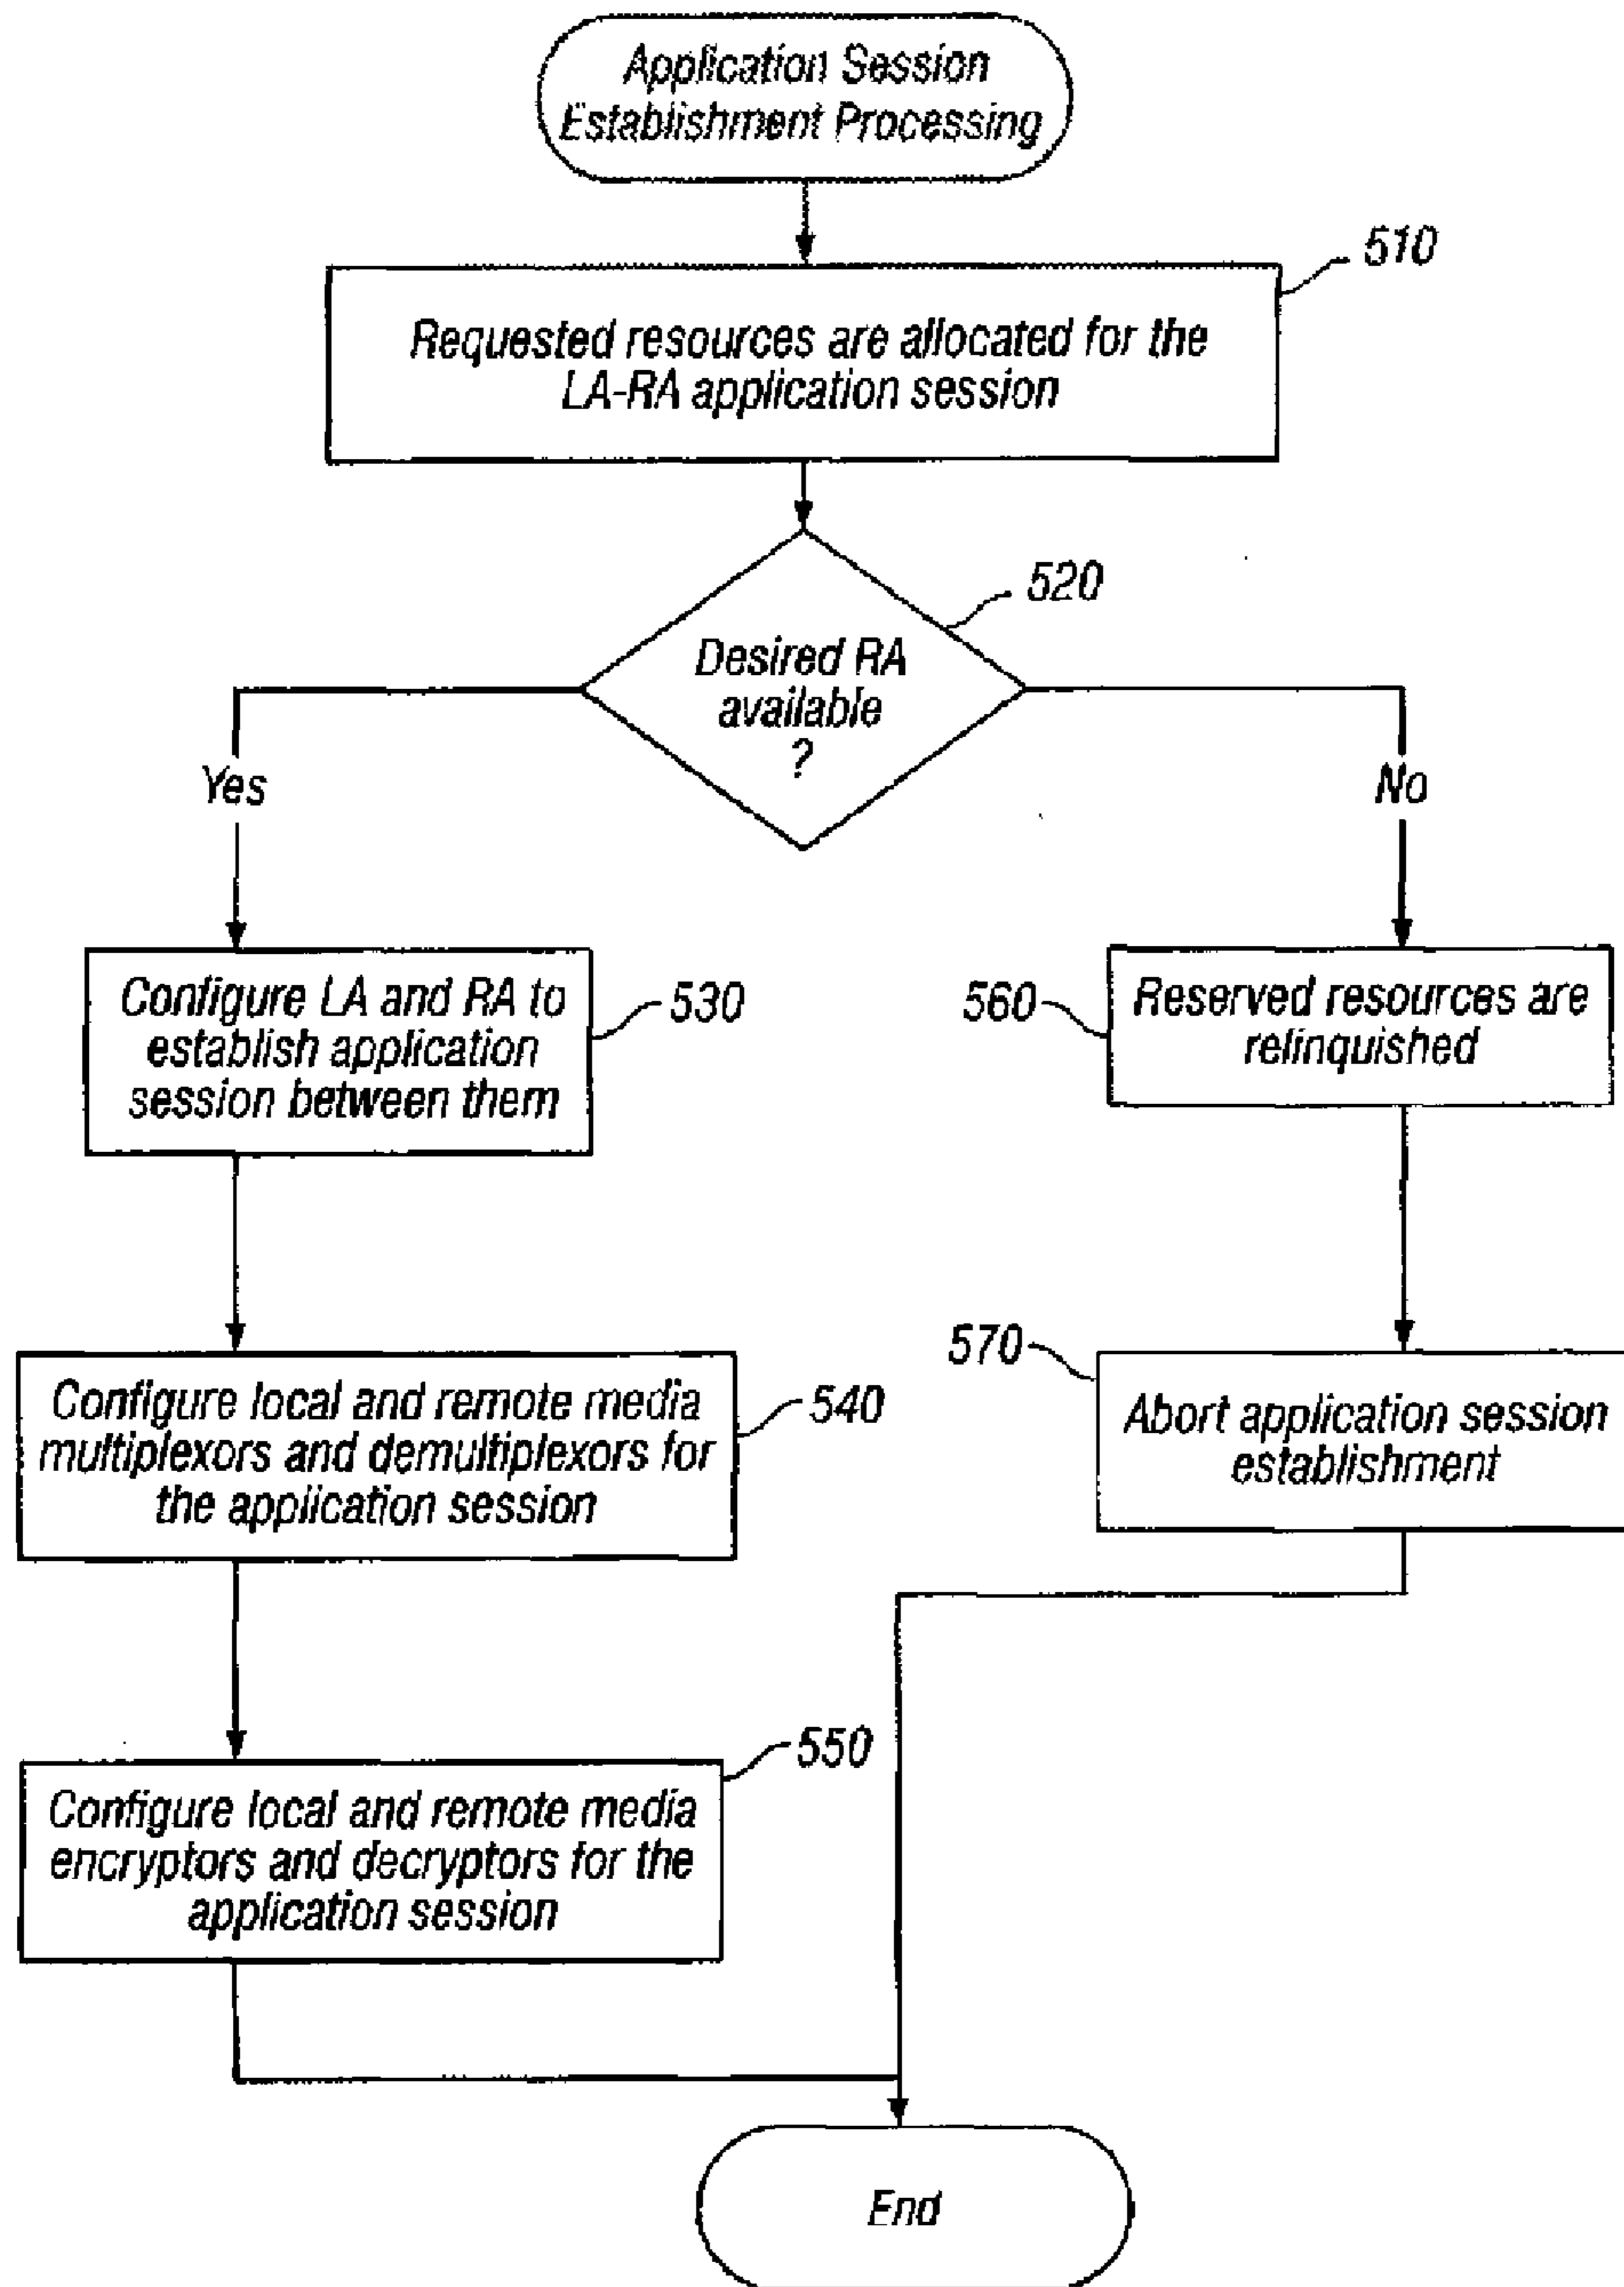 Application Session
Establishment Processing
510
Requested resources are allocated for the
LA-RA application session
520
Desired RA
available
?
Yes
No
Configure LA and RA to
establish application
session between them
530
560
Reserved resources are
relinquished
Configure local and remote media
multiplexors and demultiplexors for
the application session
540
570
Abort application session
establishment
550
Configure local and remote media
encryptors and decryptors for the
application session
End